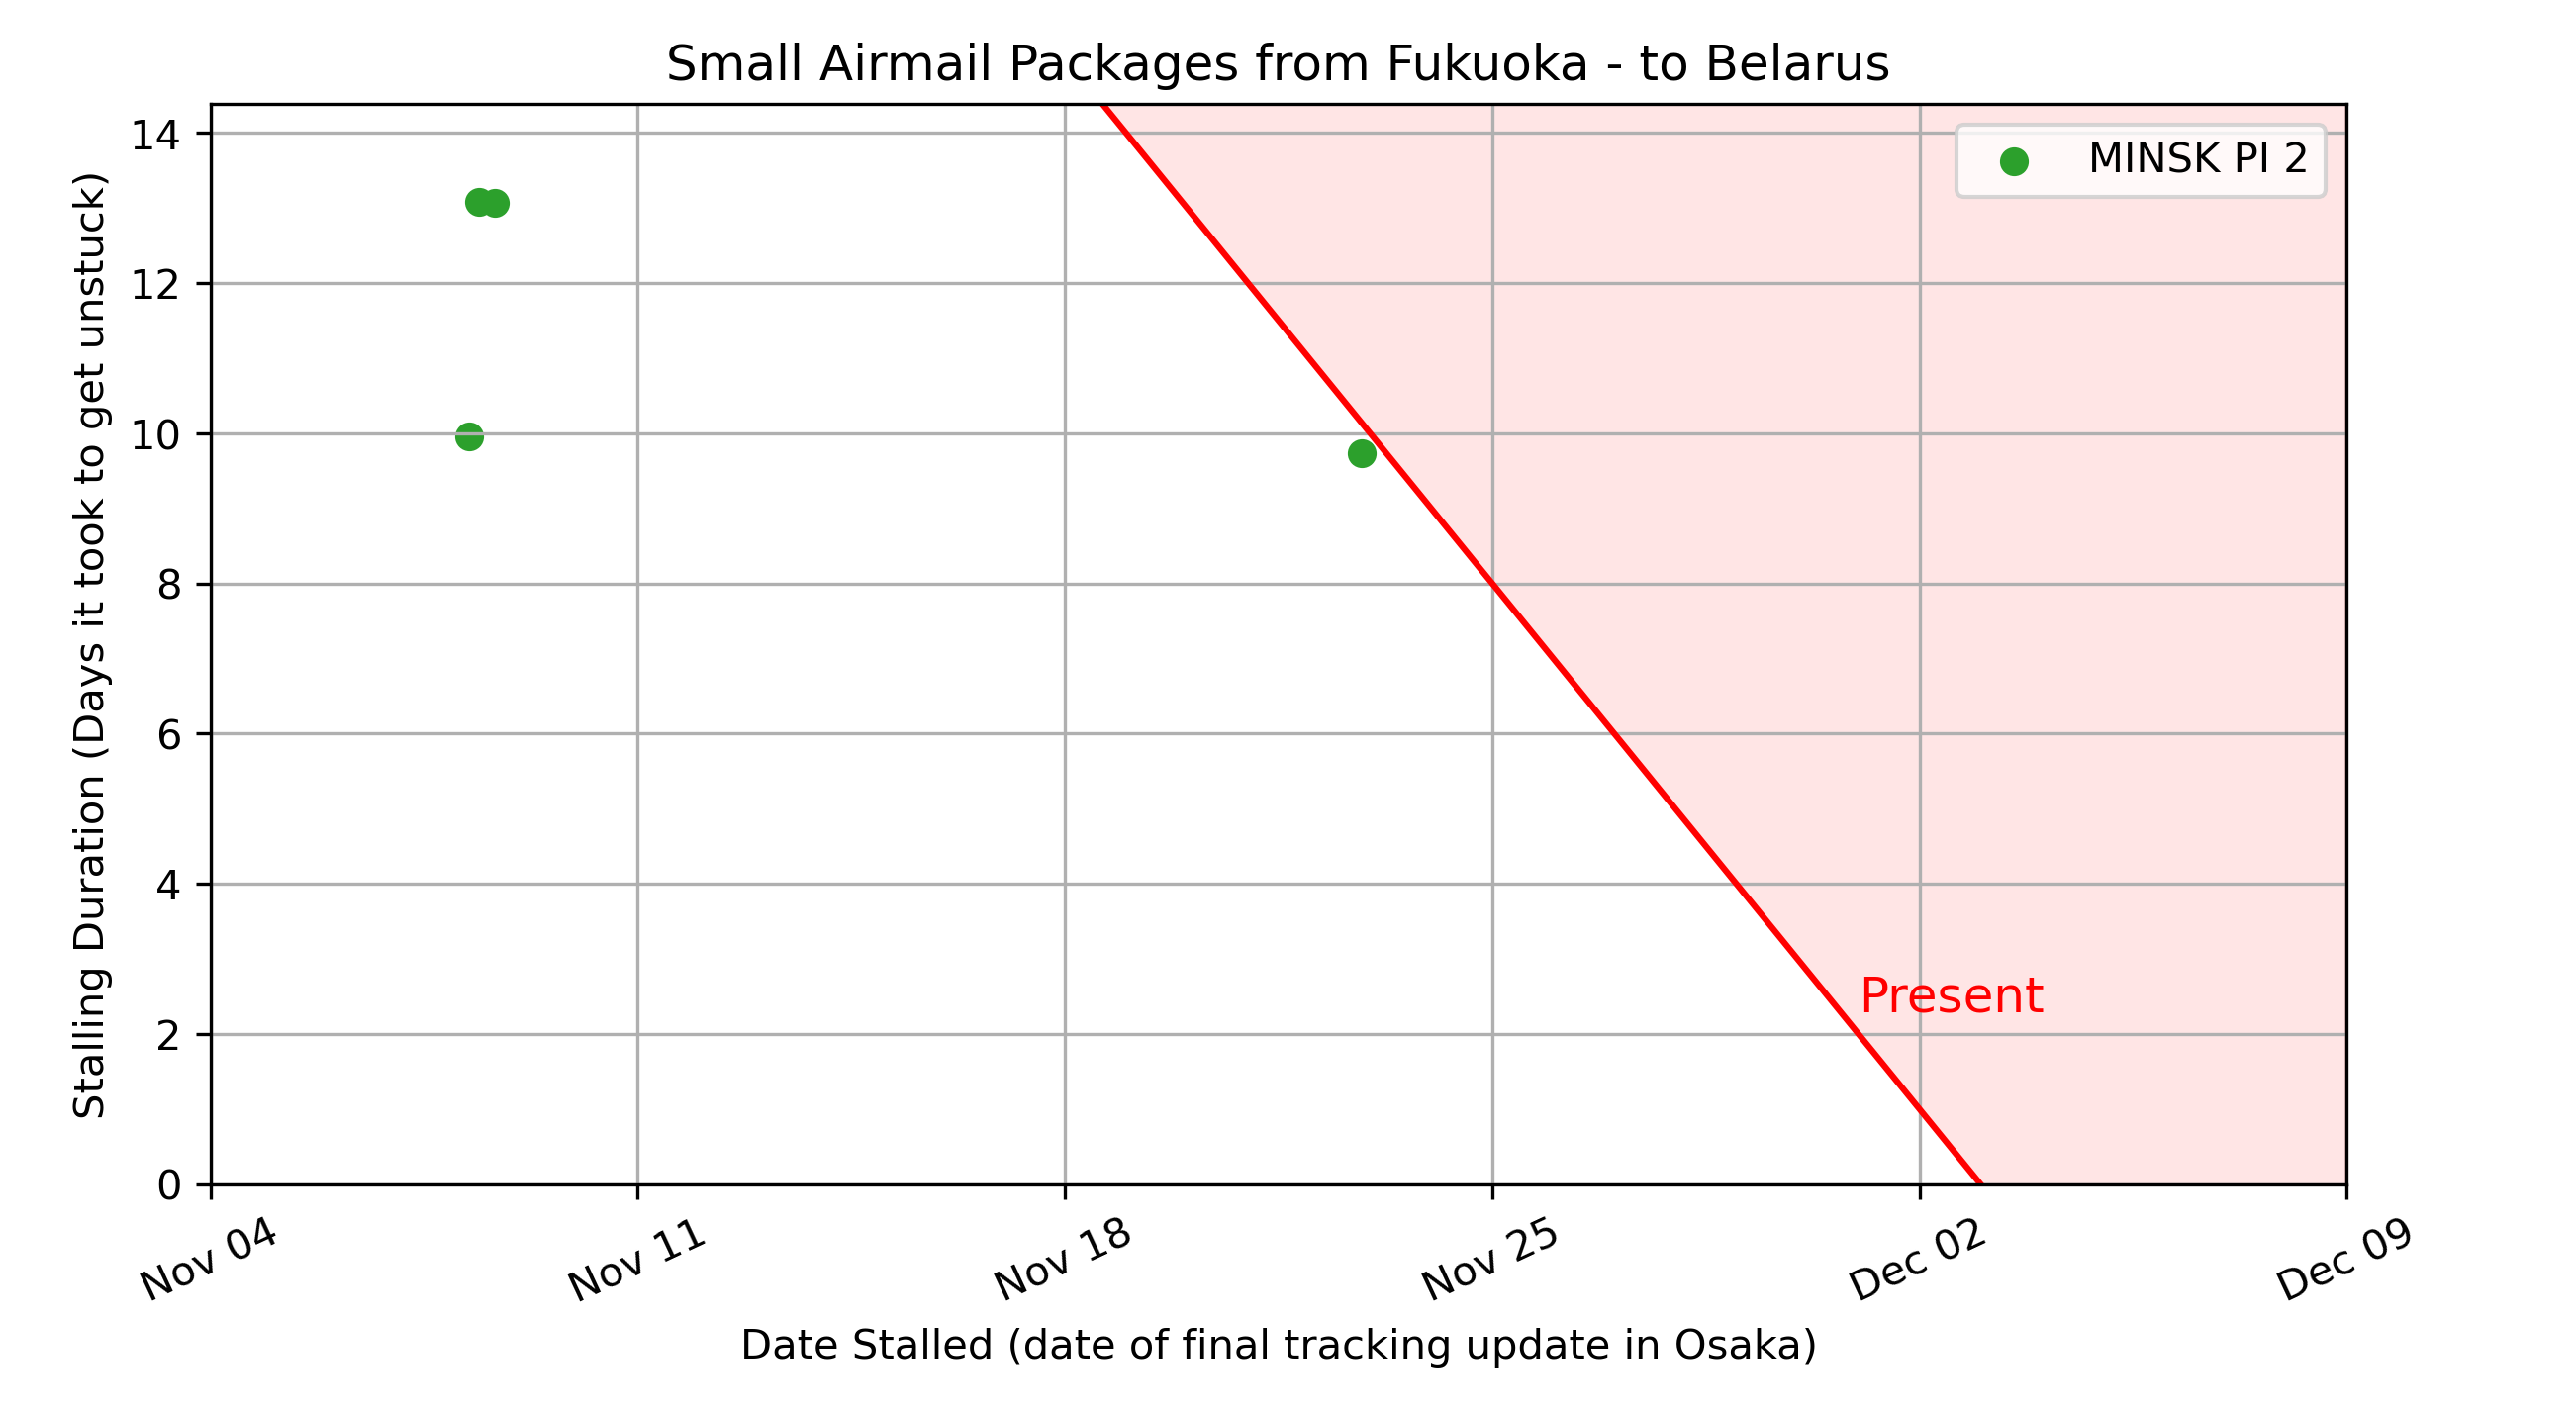 Small Airmail Packages from Fukuoka - to Belarus
MINSK PI 2
Stalling Duration (Days it took to get unstuck)
14
12
10
8
6
4
2
0
Present
Nov 04
Nov 11
Nov 18
Nov 25
Dec 02
Dec 09
Date Stalled (date of final tracking update in Osaka)